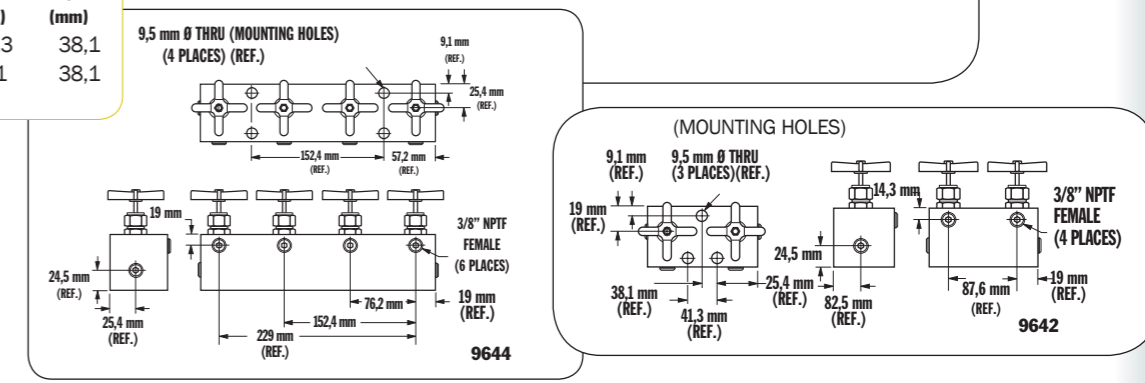 (mm)
38,1
38,1
9,5 mm Ø THRU (MOUNTING HOLES)
(4 PLACES) (REF.)
9,1 mm
(REF.)
25,4 mm
(REF.)
152,4 mm
(REF.)
57,2 mm
(REF.)
19 mm
3/8” NPTF
FEMALE
(6 PLACES)
24,5 mm
(REF.)
25,4 mm
(REF.)
76,2 mm
19 mm
(REF.)
152,4 mm
229 mm
(REF.)
9644
(MOUNTING HOLES)
9,1 mm
(REF.)
9,5 mm Ø THRU
(3 PLACES)(REF.)
19 mm
(REF.)
38,1 mm
(REF.)
41,3 mm
(REF.)
25,4 mm
(REF.)
14,3 mm
3/8” NPTF
FEMALE
(4 PLACES)
24,5 mm
82,5 mm
(REF.)
87,6 mm
(REF.)
19 mm
(REF.)
9642